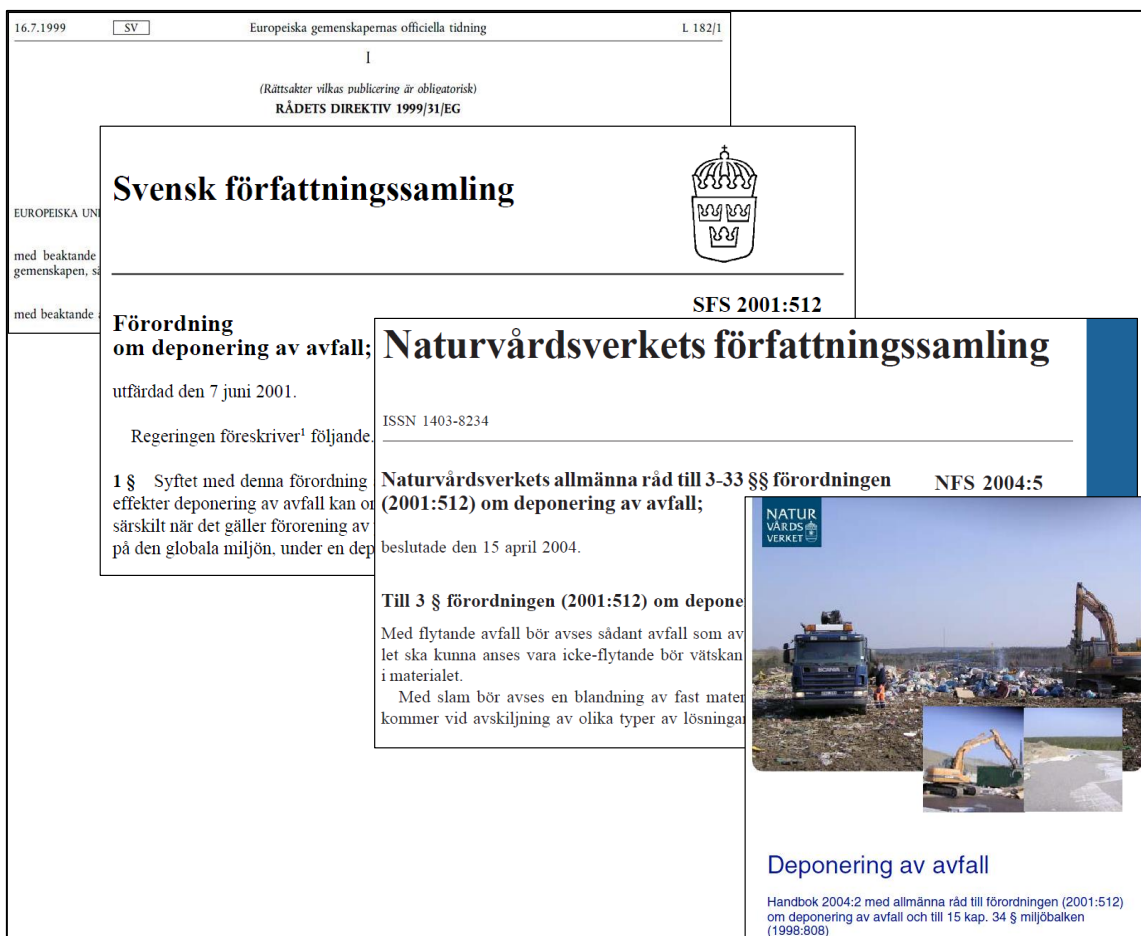 16.7.1999 SV Europeiska gemenskapernas officiella tidning L 182/1
I
(Rättsakter vilkas publicering är obligatorisk)
RÅDETS DIREKTIV 1999/31/EG
EUROPEISKA UNI
med beaktande
gemenskapen, sä
med beaktande
Svensk författningssamling
SFS 2001:512
Förordning
om deponering av avfall;
utfärdad den 7 juni 2001.
Regeringen föreskriver¹ följande.
1 § Syftet med denna förordning
effekter deponering av avfall kan or
särskilt när det gäller förorening av
på den globala miljön, under en dep
Naturvårdsverkets författningssamling
ISSN 1403-8234
Naturvårdsverkets allmänna råd till 3-33 §§ förordningen
(2001:512) om deponering av avfall;
NFS 2004:5
beslutade den 15 april 2004.
Till 3 § förordningen (2001:512) om depone
Med flytande avfall bör avses sådant avfall som av
let ska kunna anses vara icke-flytande bör vätskan
i materialet.
Med slam bör avses en blandning av fast mater
kommer vid avskiljning av olika typer av lösningar
NATUR
VÅRDS
VERKET
SCANIA
Deponering av avfall
Handbok 2004:2 med allmänna råd till förordningen (2001:512)
om deponering av avfall och till 15 kap. 34 § miljöbalken
(1998:808)